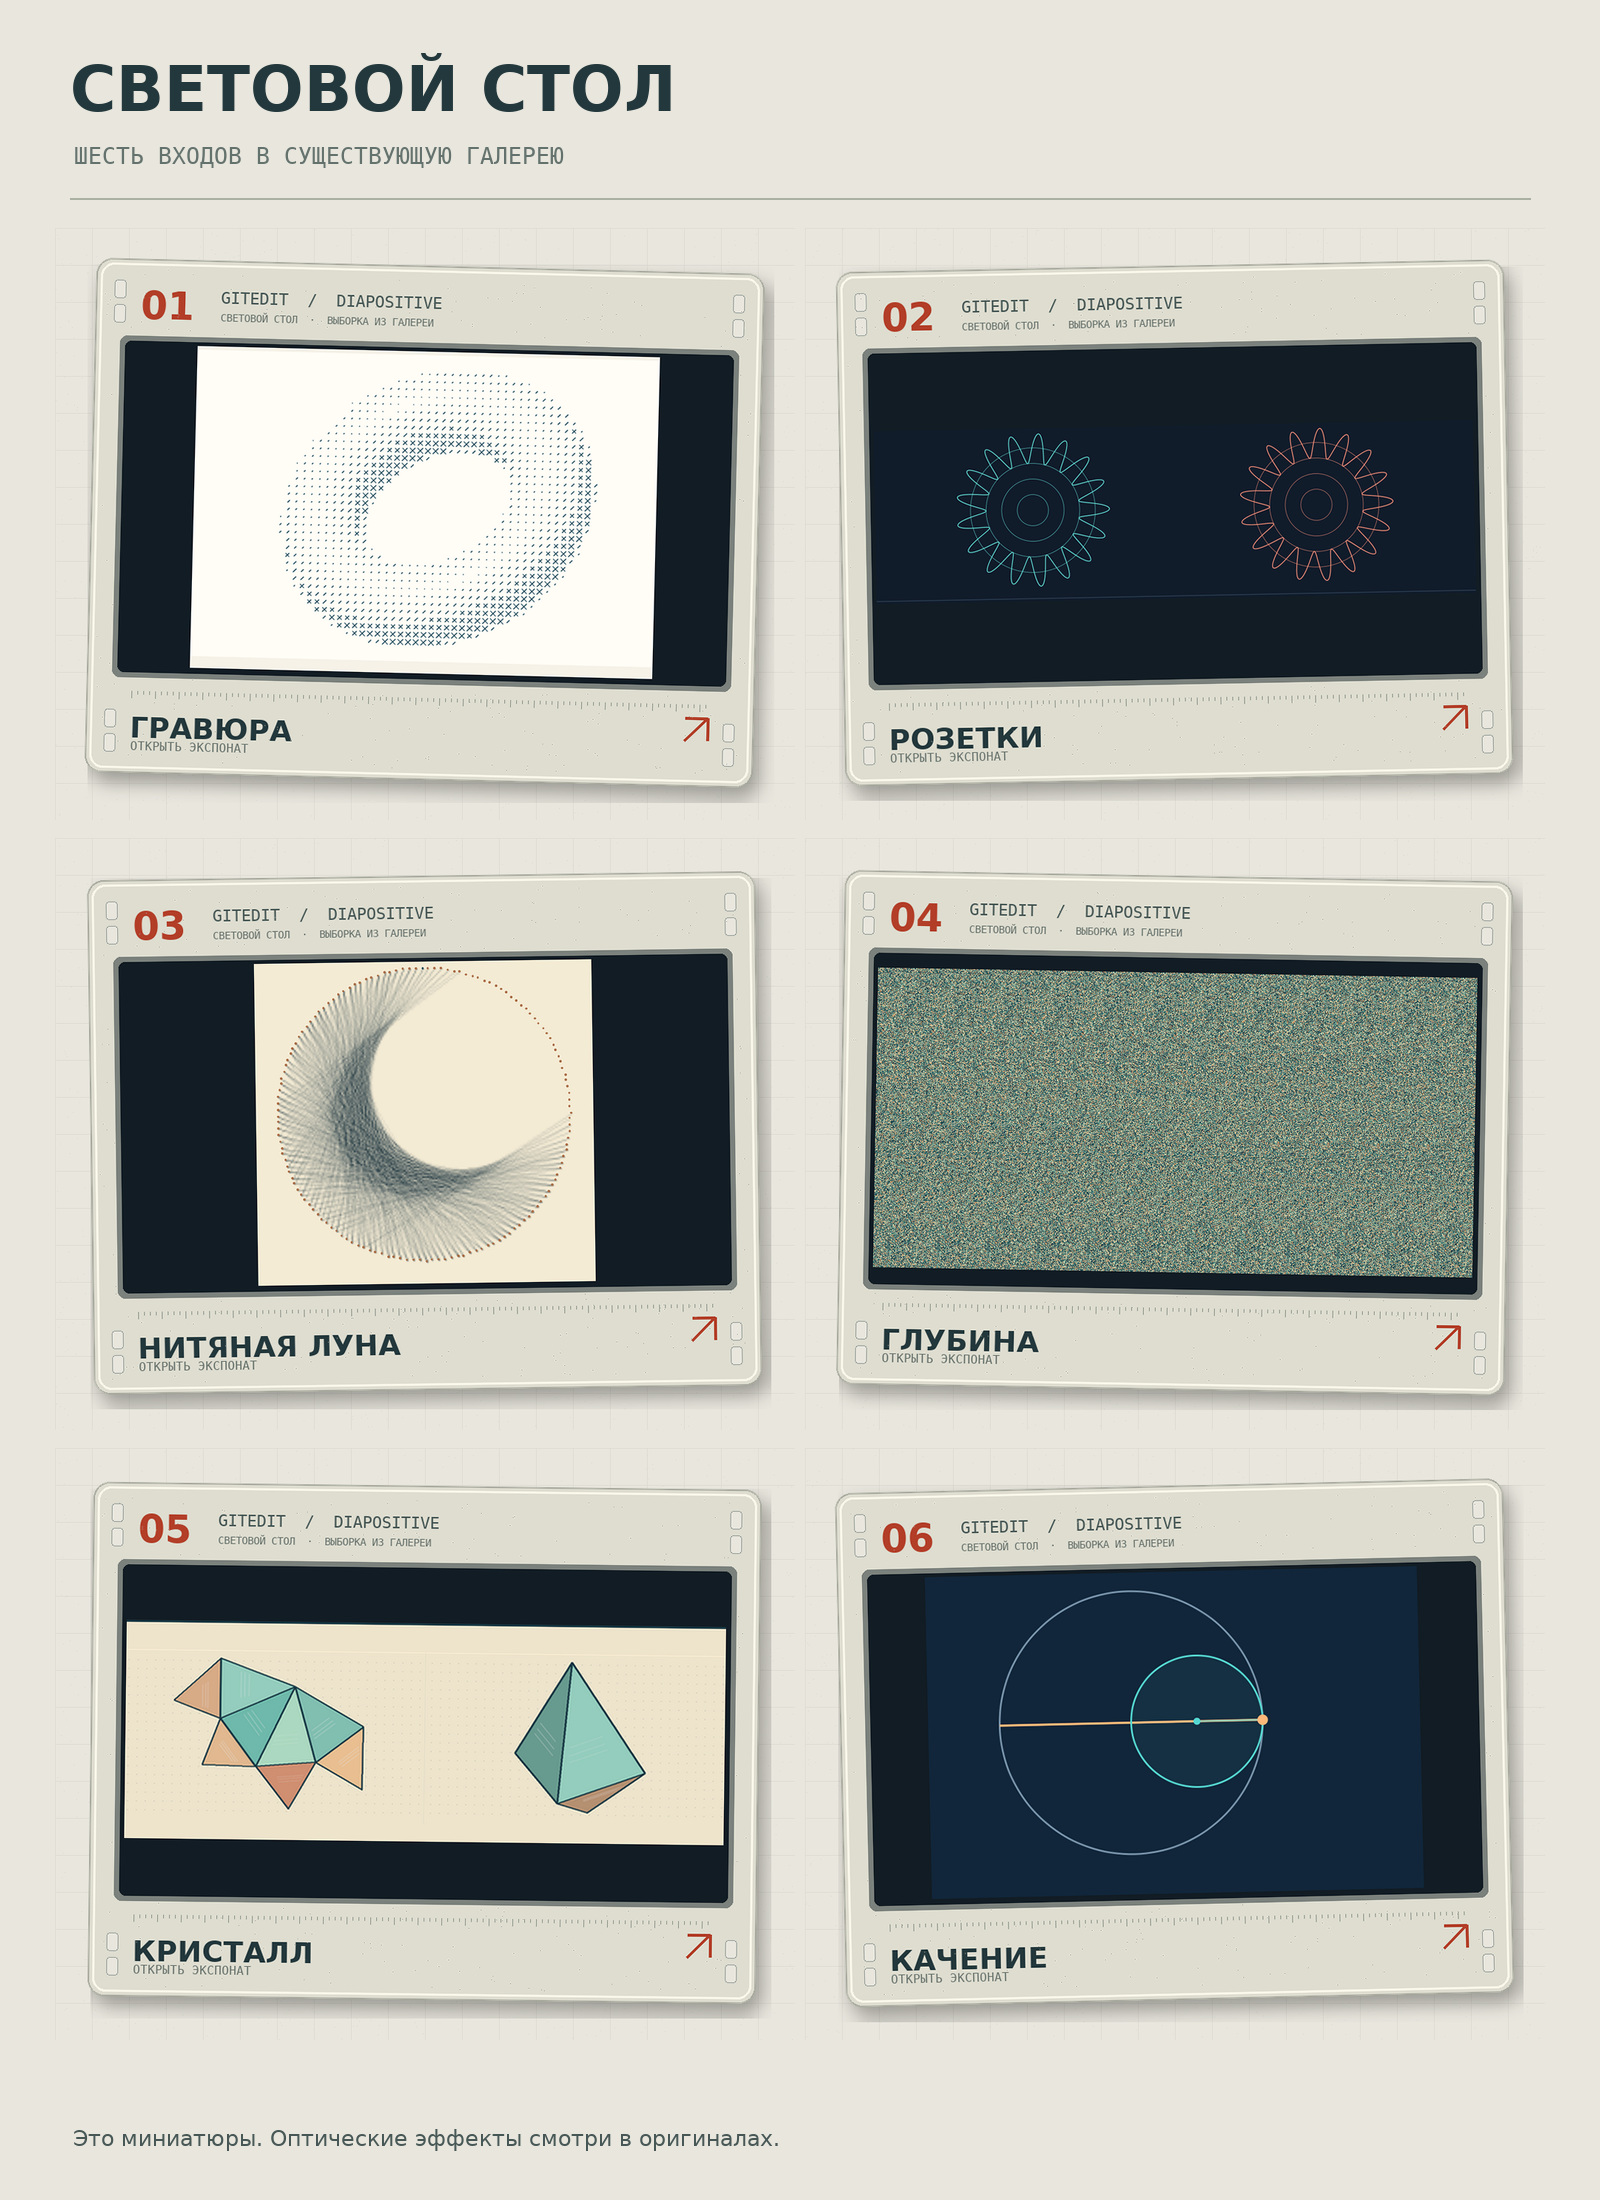 СВЕТОВОЙ СТОЛ
ШЕСТЬ ВХОДОВ В СУЩЕСТВУЮЩУЮ ГАЛЕРЕЮ
01 GITEDIT / DIAPOSITIVE
СВЕТОВОЙ СТОЛ · ВЫБОРКА ИЗ ГАЛЕРЕИ
ГРАВЮРА
ОТКРЫТЬ ЭКСПОНАТ
02 GITEDIT / DIAPOSITIVE
СВЕТОВОЙ СТОЛ · ВЫБОРКА ИЗ ГАЛЕРЕИ
РОЗЕТКИ
ОТКРЫТЬ ЭКСПОНАТ
03 GITEDIT / DIAPOSITIVE
СВЕТОВОЙ СТОЛ · ВЫБОРКА ИЗ ГАЛЕРЕИ
НИТЯНАЯ ЛУНА
ОТКРЫТЬ ЭКСПОНАТ
04 GITEDIT / DIAPOSITIVE
СВЕТОВОЙ СТОЛ · ВЫБОРКА ИЗ ГАЛЕРЕИ
ГЛУБИНА
ОТКРЫТЬ ЭКСПОНАТ
05 GITEDIT / DIAPOSITIVE
СВЕТОВОЙ СТОЛ · ВЫБОРКА ИЗ ГАЛЕРЕИ
КРИСТАЛЛ
ОТКРЫТЬ ЭКСПОНАТ
06 GITEDIT / DIAPOSITIVE
СВЕТОВОЙ СТОЛ · ВЫБОРКА ИЗ ГАЛЕРЕИ
КАЧЕНИЕ
ОТКРЫТЬ ЭКСПОНАТ
Это миниатюры. Оптические эффекты смотри в оригиналах.